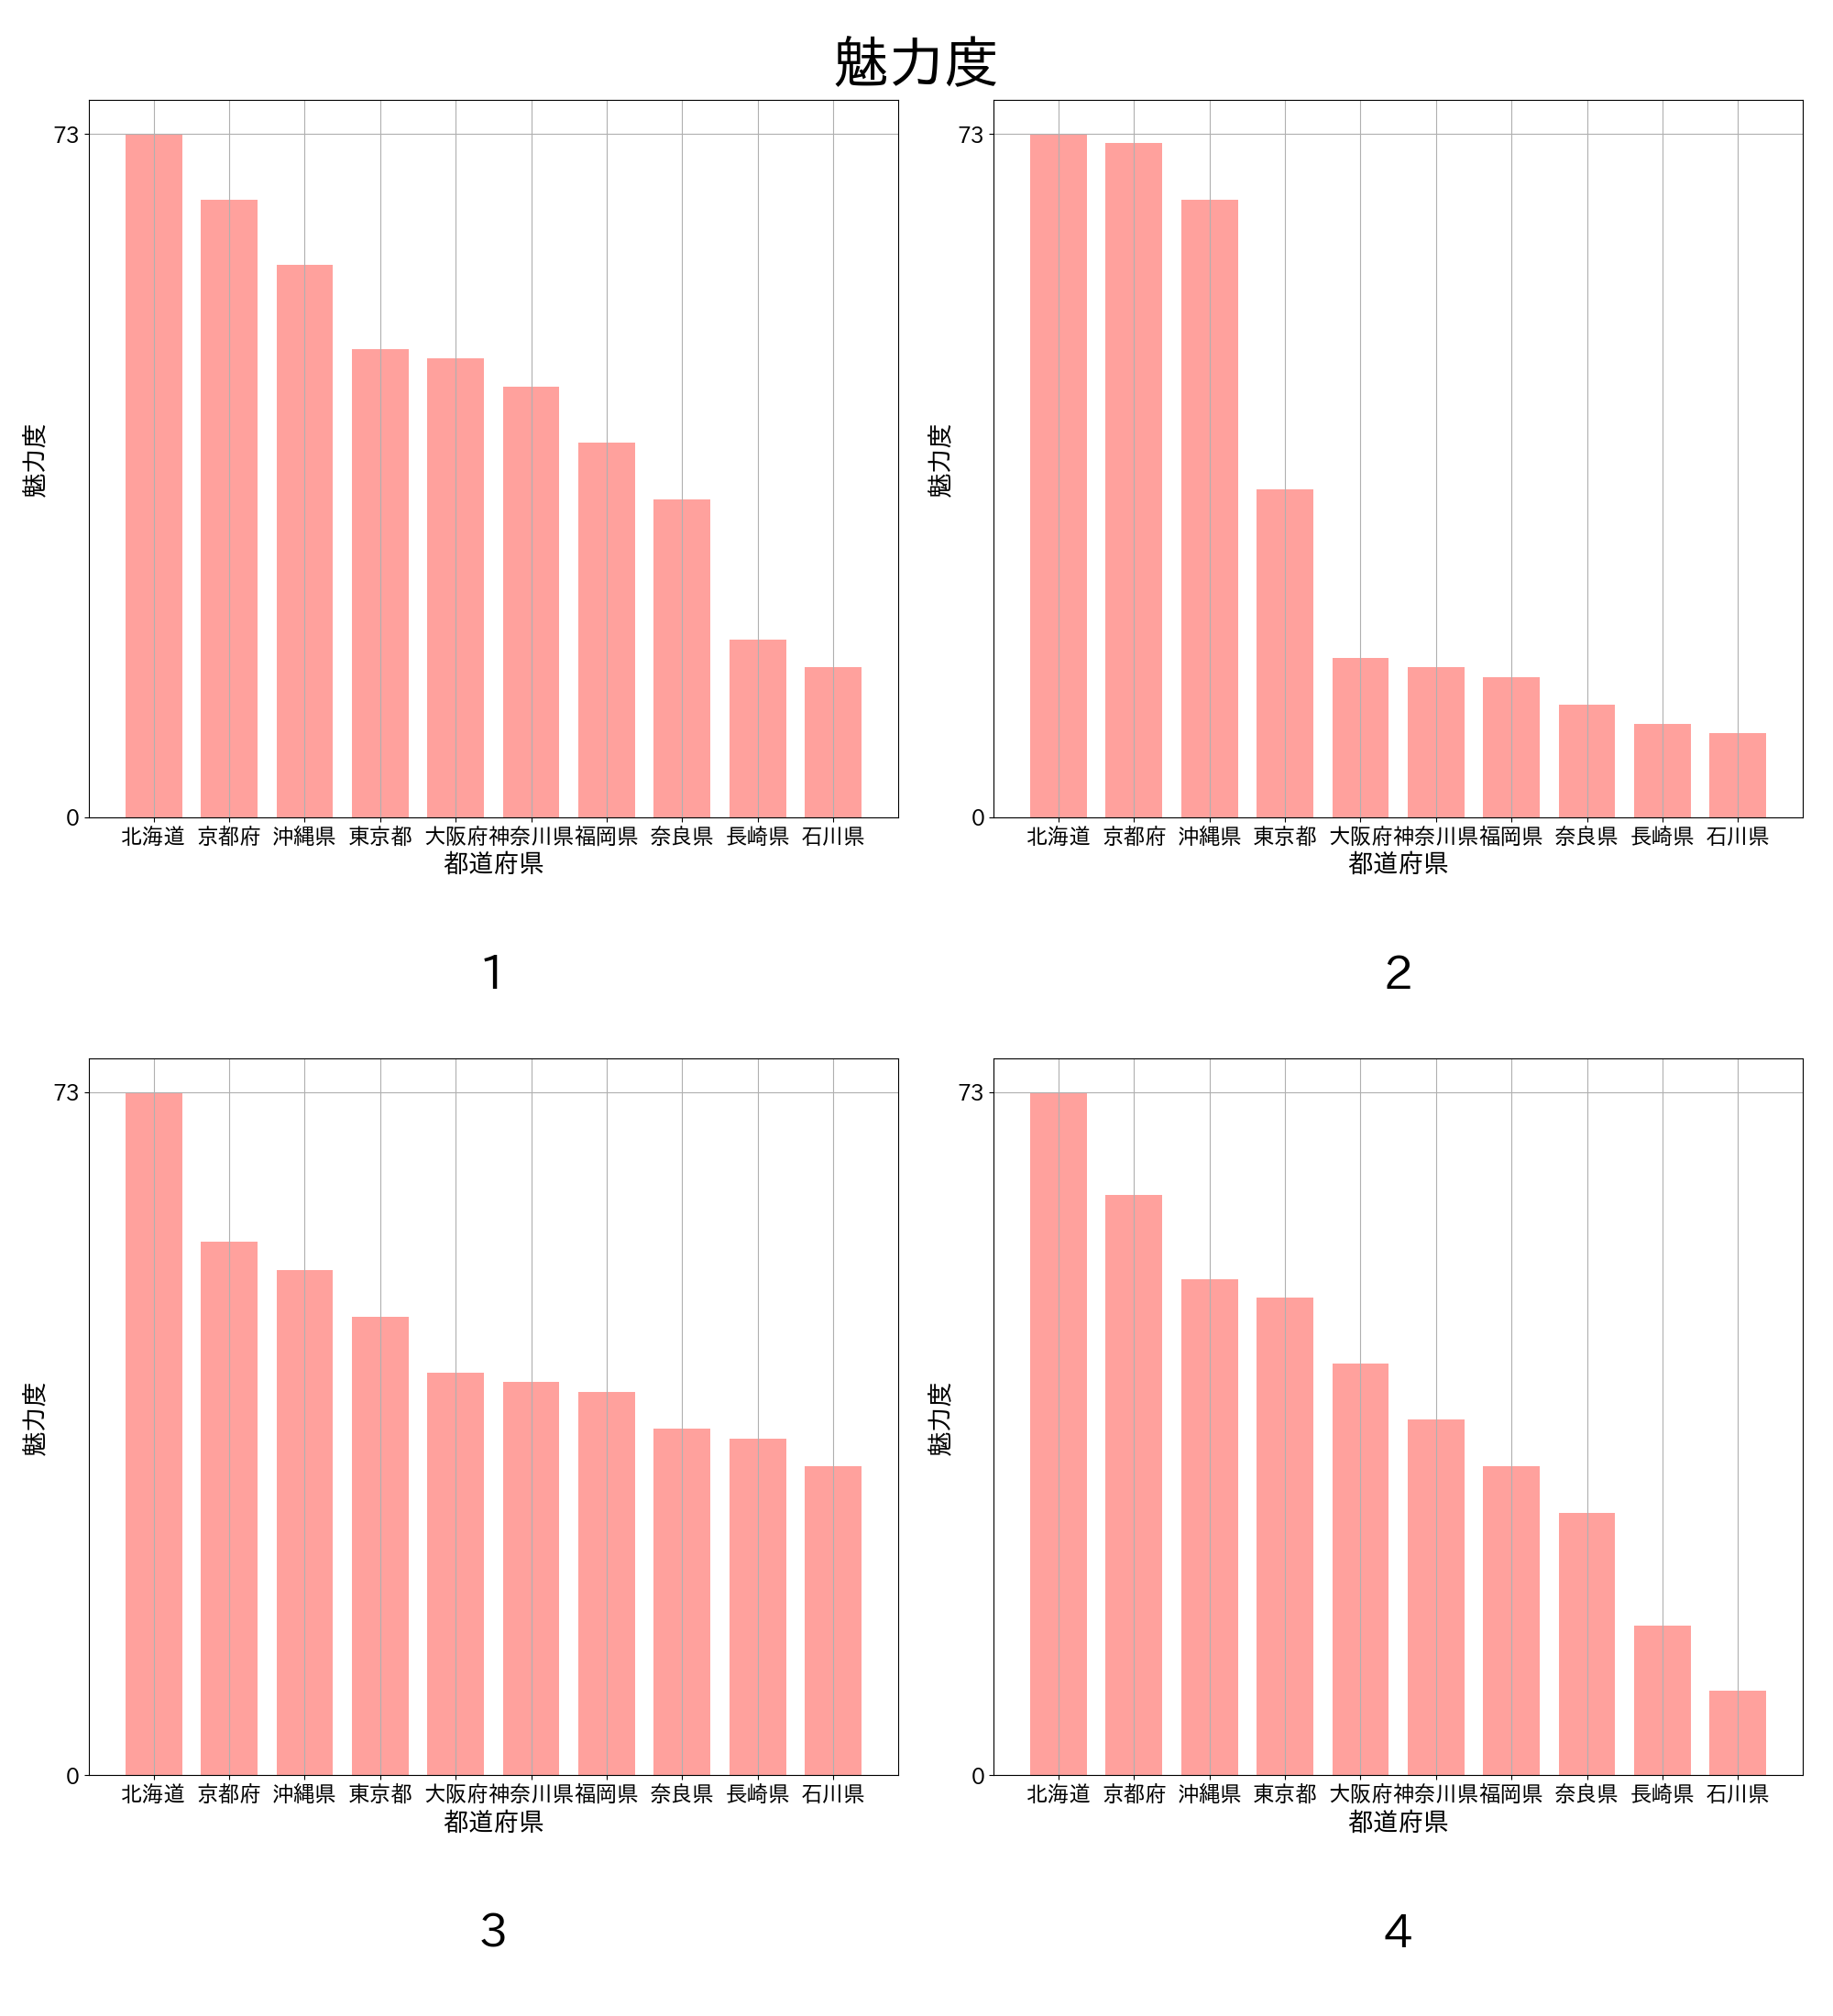 魅力度
73
0
魅力度
北海道 京都府 沖縄県 東京都 大阪府 神奈川県 福岡県 奈良県 長崎県 石川県
都道府県
1
73
0
魅力度
北海道 京都府 沖縄県 東京都 大阪府 神奈川県 福岡県 奈良県 長崎県 石川県
都道府県
2
73
0
魅力度
北海道 京都府 沖縄県 東京都 大阪府 神奈川県 福岡県 奈良県 長崎県 石川県
都道府県
3
73
0
魅力度
北海道 京都府 沖縄県 東京都 大阪府 神奈川県 福岡県 奈良県 長崎県 石川県
都道府県
4